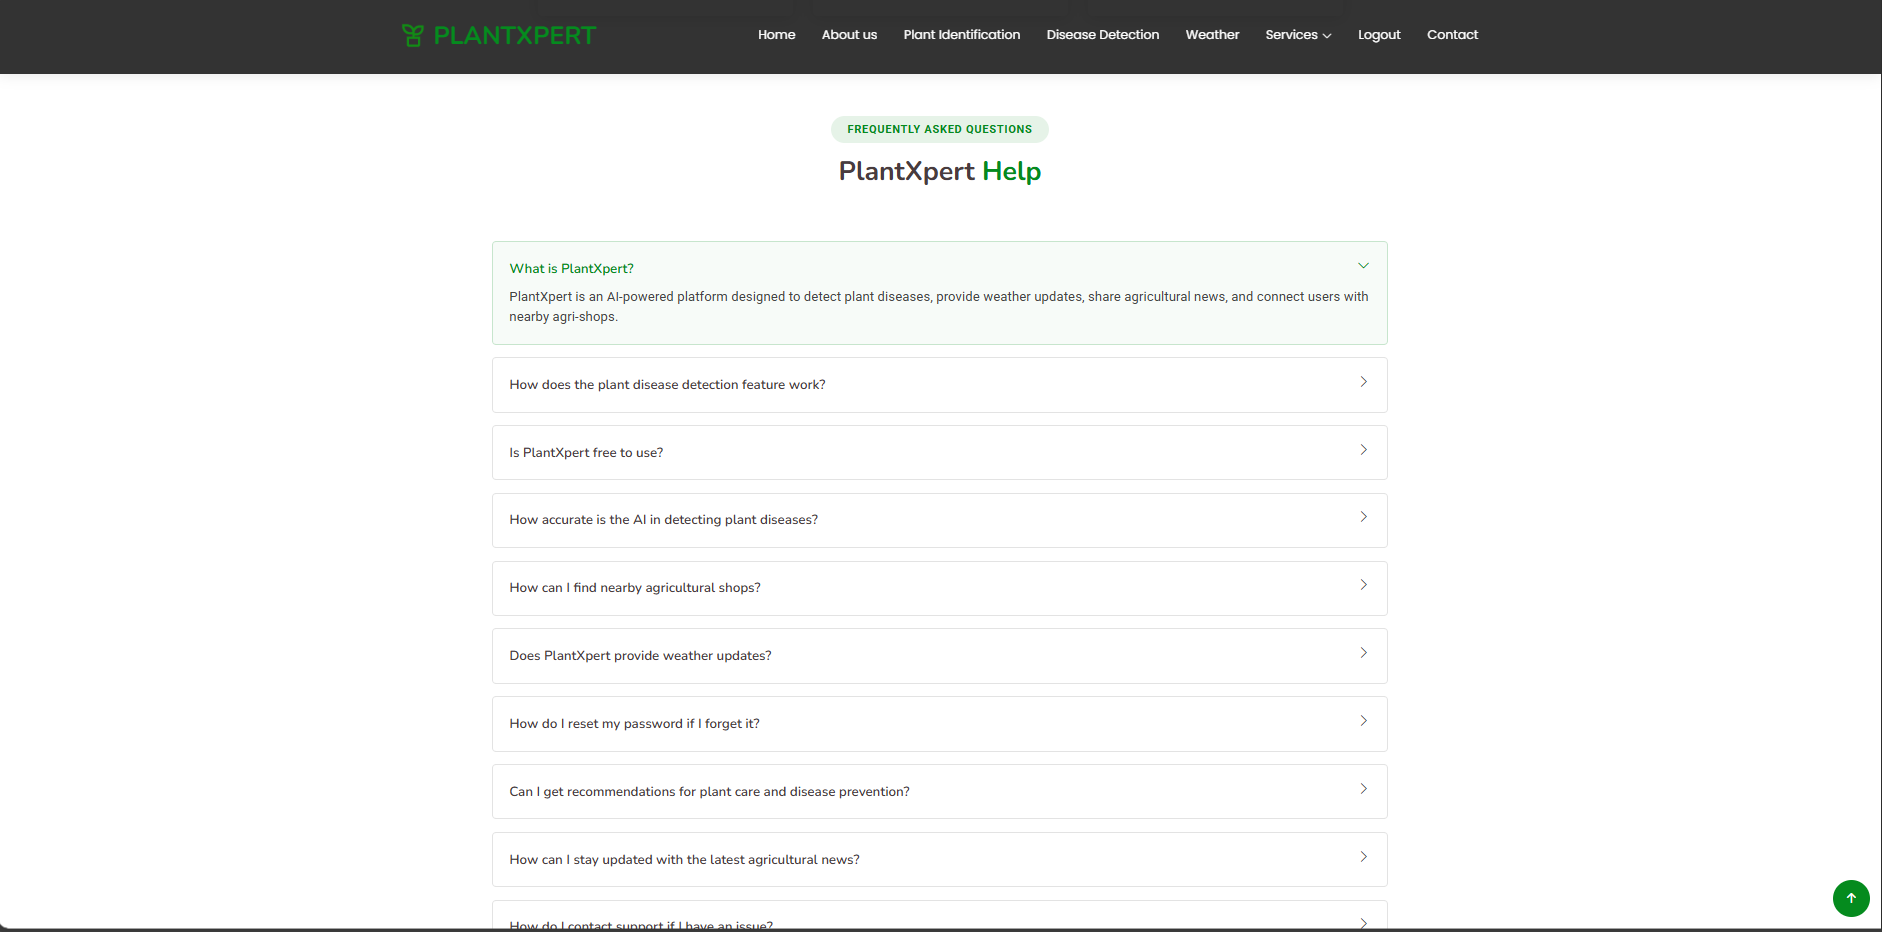 PLANTXPERT
Home About us Plant Identification Disease Detection Weather Services Logout Contact
FREQUENTLY ASKED QUESTIONS
PlantXpert Help
What is PlantXpert?
PlantXpert is an AI-powered platform designed to detect plant diseases, provide weather updates, share agricultural news, and connect users with
nearby agri-shops.
How does the plant disease detection feature work?
Is PlantXpert free to use?
How accurate is the AI in detecting plant diseases?
How can I find nearby agricultural shops?
Does PlantXpert provide weather updates?
How do I reset my password if I forget it?
Can I get recommendations for plant care and disease prevention?
How can I stay updated with the latest agricultural news?
How do I contact support if I have an issue?